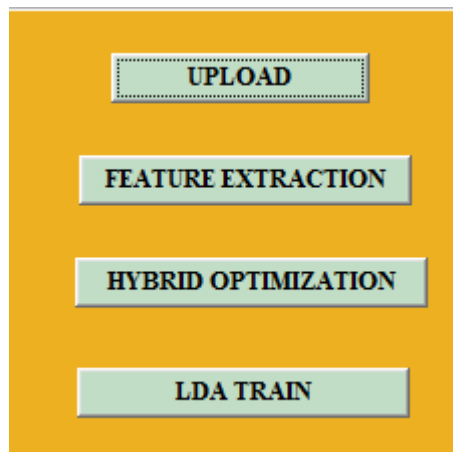 UPLOAD
FEATURE EXTRACTION
HYBRID OPTIMIZATION
LDA TRAIN